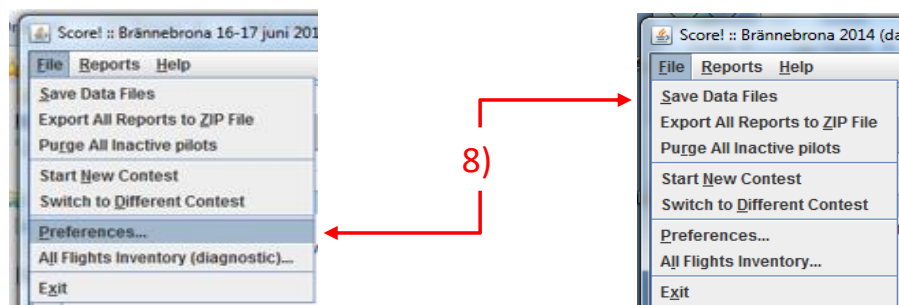 Score! :: Brännebrona 16-17 juni 201
File Reports Help
Save Data Files
Export All Reports to ZIP File
Purge All Inactive pilots
Start New Contest
Switch to Different Contest
Preferences...
All Flights Inventory (diagnostic)...
Exit
8)
Score! :: Brännebrona 2014 (da
File Reports Help
Save Data Files
Export All Reports to ZIP File
Purge All Inactive pilots
Start New Contest
Switch to Different Contest
Preferences...
All Flights Inventory...
Exit